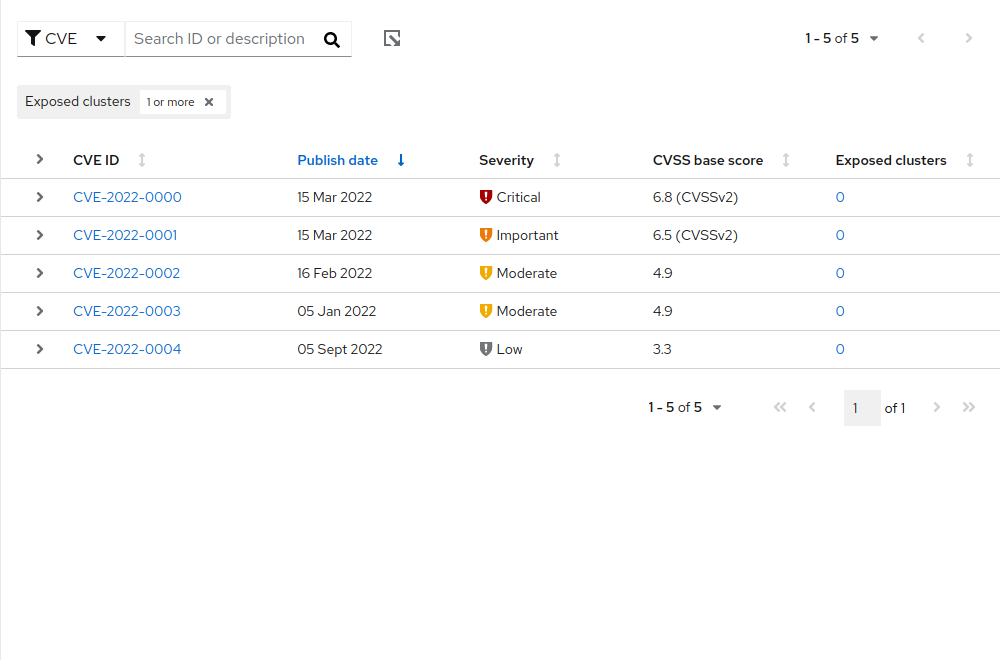 CVE Search ID or description 1 - 5 of 5
Exposed clusters 1 or more
CVE ID Publish date Severity CVSS base score Exposed clusters
CVE-2022-0000 15 Mar 2022 Critical 6.8 (CVSSv2) 0
CVE-2022-0001 15 Mar 2022 Important 6.5 (CVSSv2) 0
CVE-2022-0002 16 Feb 2022 Moderate 4.9 0
CVE-2022-0003 05 Jan 2022 Moderate 4.9 0
CVE-2022-0004 05 Sept 2022 Low 3.3 0
1 - 5 of 5 1 of 1